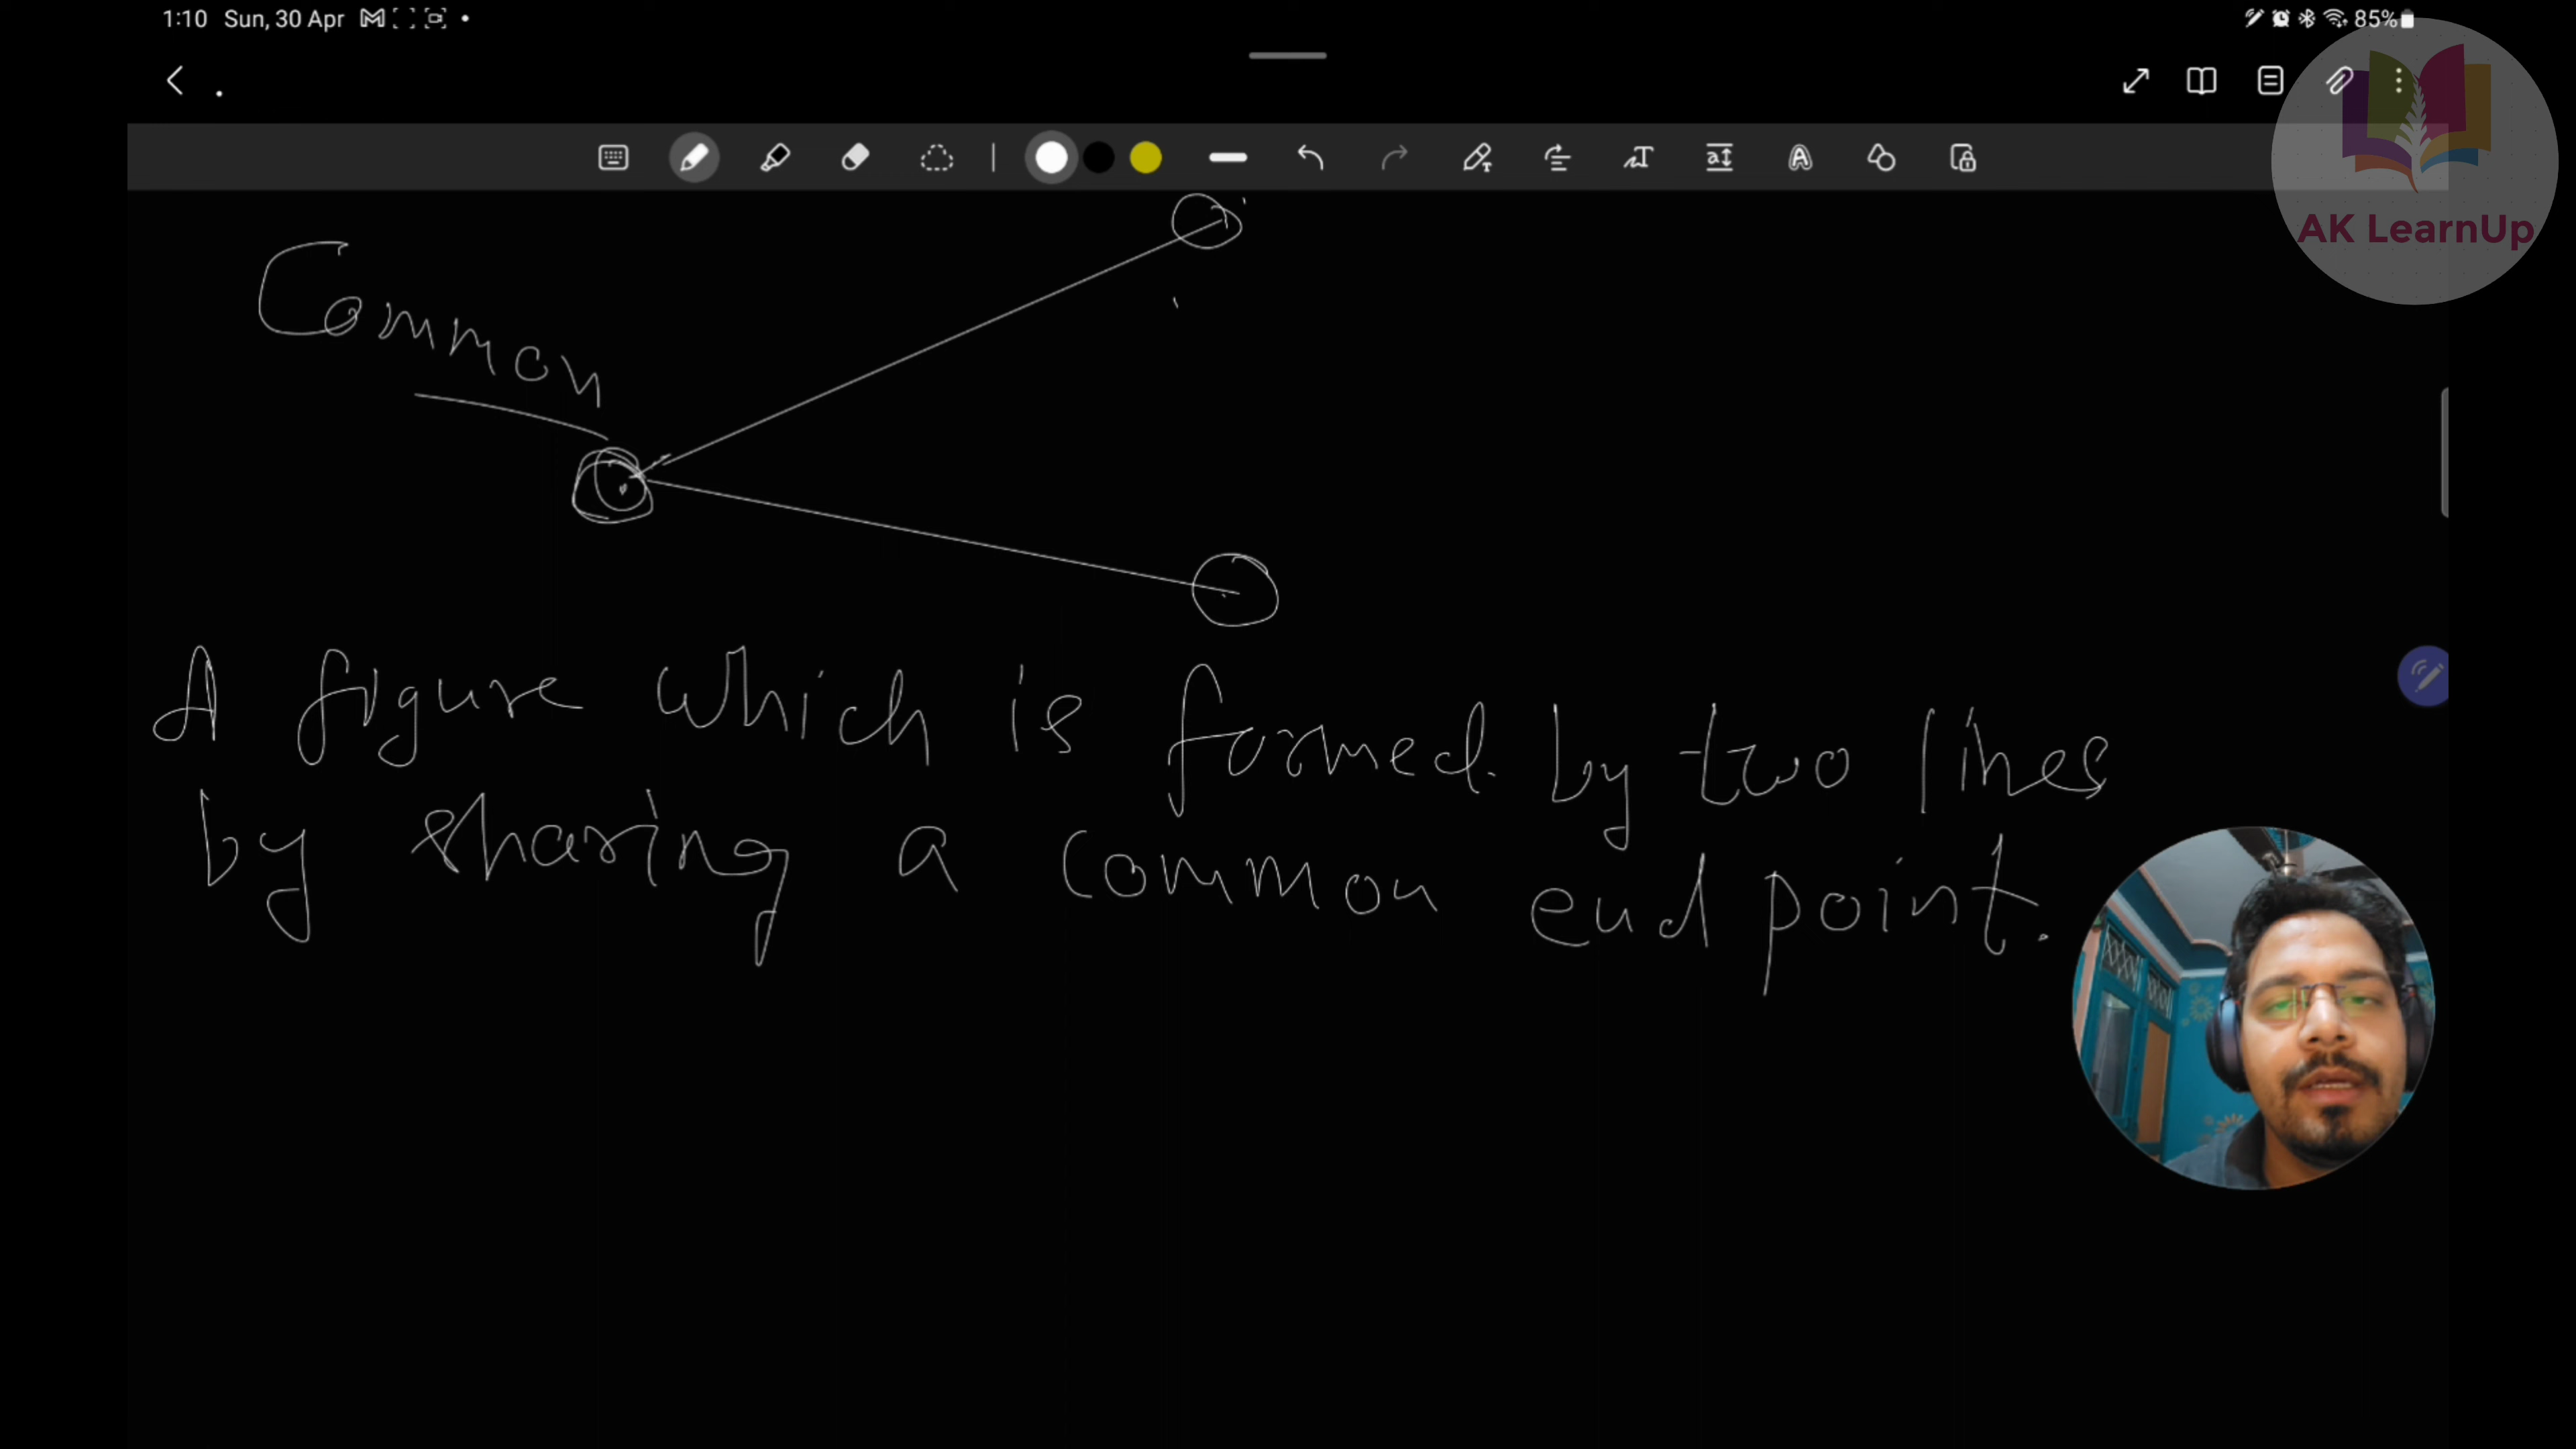 1:10 Sun, 30 Apr
85%
AK LearnUp
Common
A figure which is formed by two lines
by sharing a common end point.